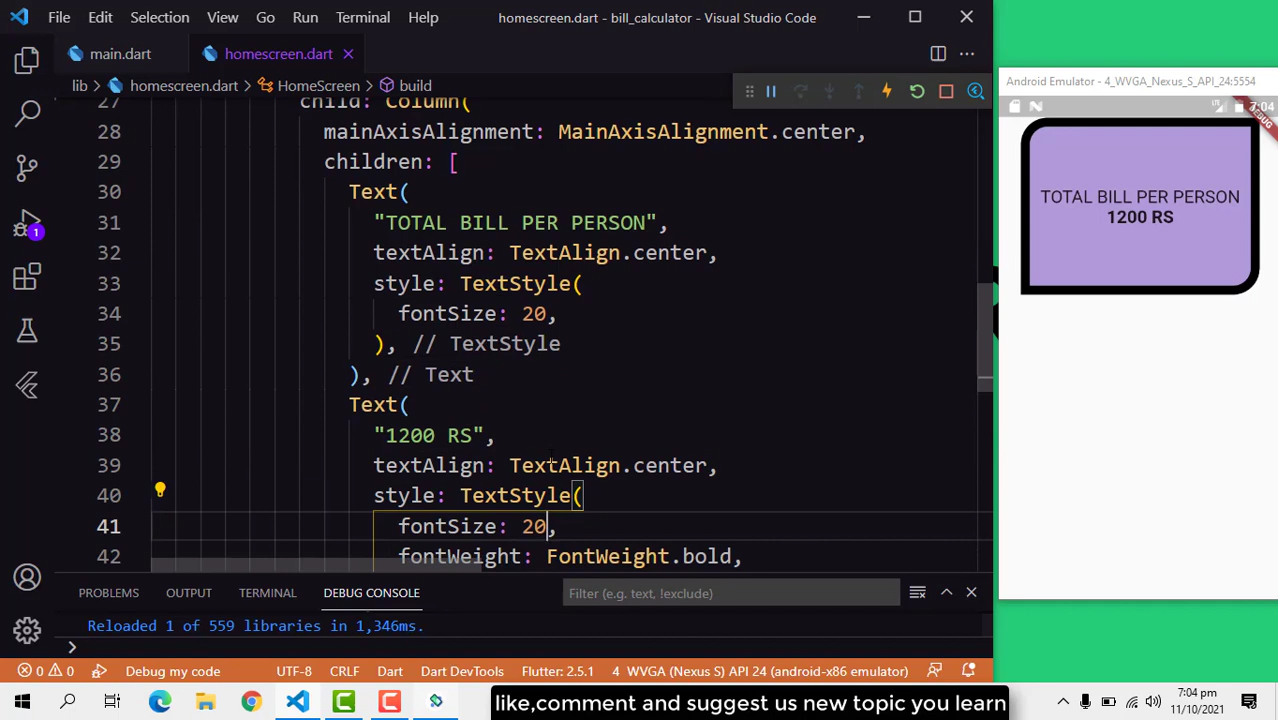 File Edit Selection View Go Run Terminal Help
homescreen.dart - bill_calculator - Visual Studio Code
main.dart
homescreen.dart
lib > homescreen.dart > HomeScreen > build
27 child: Column(
28 mainAxisAlignment: MainAxisAlignment.center,
29 children: [
30 Text(
31 "TOTAL BILL PER PERSON",
32 textAlign: TextAlign.center,
33 style: TextStyle(
34 fontSize: 20,
35 ), // TextStyle
36 ), // Text
37 Text(
38 "1200 RS",
39 textAlign: TextAlign.center,
40 style: TextStyle(
41 fontSize: 20,
42 fontWeight: FontWeight.bold,
1
PROBLEMS OUTPUT TERMINAL DEBUG CONSOLE
Filter (e.g. text, !exclude)
Reloaded 1 of 559 libraries in 1,346ms.
0 0 Debug my code UTF-8 CRLF Dart Dart DevTools Flutter: 2.5.1 4 WVGA (Nexus S) API 24 (android-x86 emulator)
Android Emulator - 4_WVGA_Nexus_S_API_24:5554
7:04
DEBUG
TOTAL BILL PER PERSON
1200 RS
like,comment and suggest us new topic you learn
7:04 pm
11/10/2021